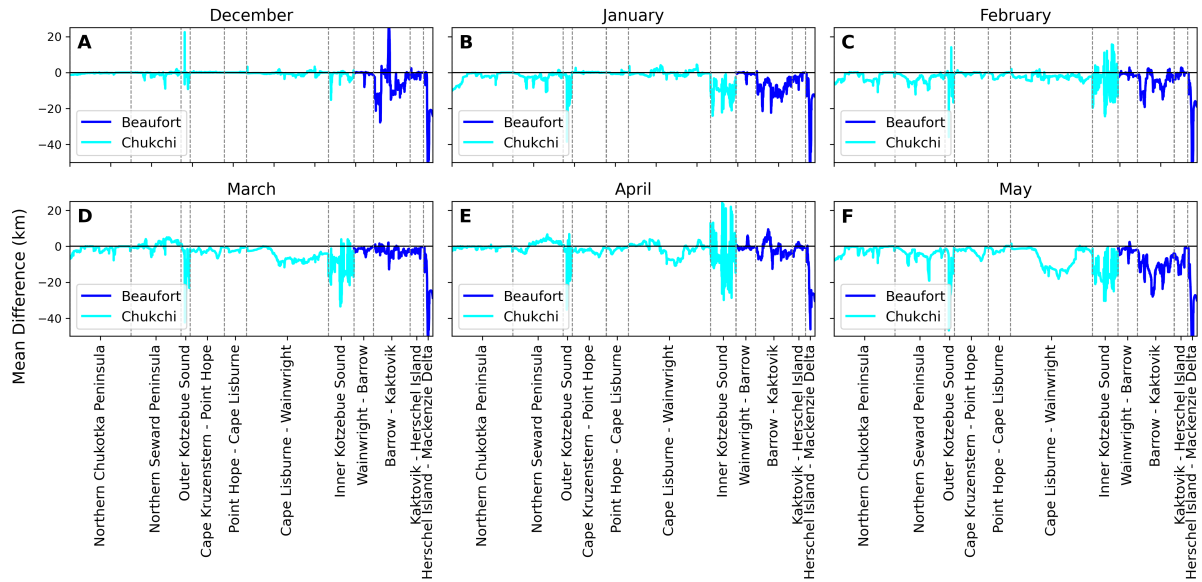 December
January
February
20
0
−20
−40
A
B
C
Beaufort
Chukchi
Beaufort
Chukchi
Beaufort
Chukchi
Mean Difference (km)
March
April
May
20
0
−20
−40
D
E
F
Beaufort
Chukchi
Beaufort
Chukchi
Beaufort
Chukchi
Northern Chukotka Peninsula
Northern Seward Peninsula
Outer Kotzebue Sound
Cape Kruzenstern - Point Hope
Point Hope - Cape Lisburne
Cape Lisburne - Wainwright
Inner Kotzebue Sound
Wainwright - Barrow
Barrow - Kaktovik
Kaktovik - Herschel Island
Herschel Island - Mackenzie Delta
Northern Chukotka Peninsula
Northern Seward Peninsula
Outer Kotzebue Sound
Cape Kruzenstern - Point Hope
Point Hope - Cape Lisburne
Cape Lisburne - Wainwright
Inner Kotzebue Sound
Wainwright - Barrow
Barrow - Kaktovik
Kaktovik - Herschel Island
Herschel Island - Mackenzie Delta
Northern Chukotka Peninsula
Northern Seward Peninsula
Outer Kotzebue Sound
Cape Kruzenstern - Point Hope
Point Hope - Cape Lisburne
Cape Lisburne - Wainwright
Inner Kotzebue Sound
Wainwright - Barrow
Barrow - Kaktovik
Kaktovik - Herschel Island
Herschel Island - Mackenzie Delta